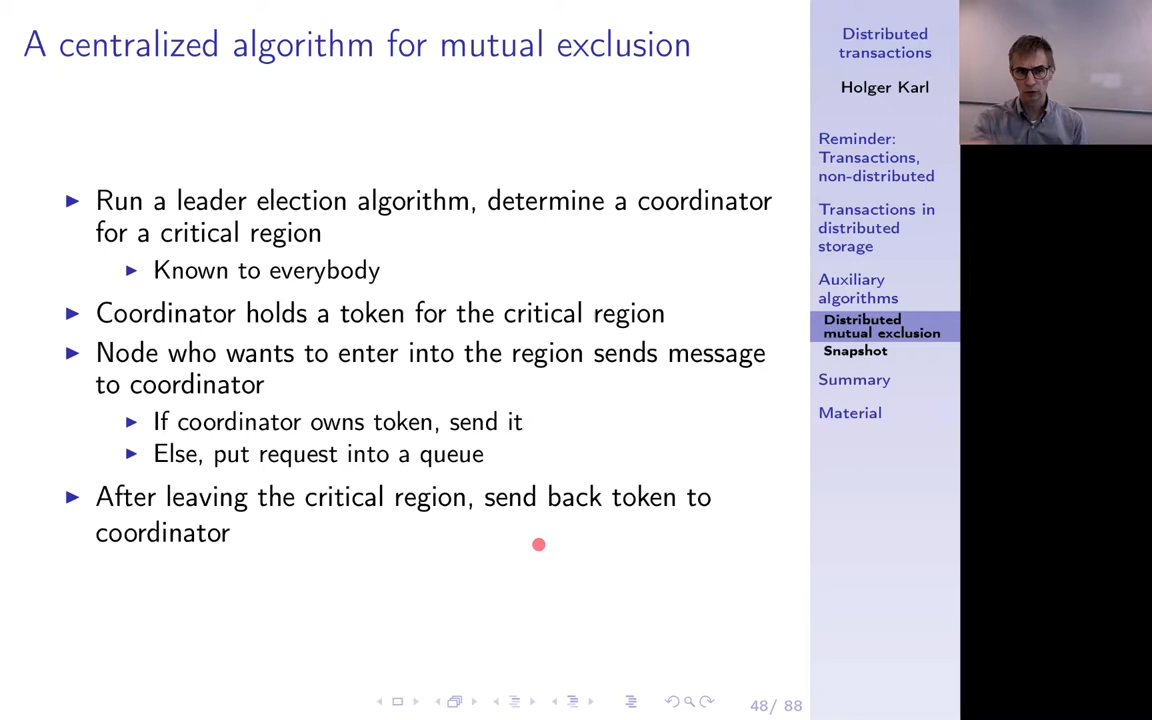 A centralized algorithm for mutual exclusion
Run a leader election algorithm, determine a coordinator
for a critical region
Known to everybody
Coordinator holds a token for the critical region
Node who wants to enter into the region sends message
to coordinator
If coordinator owns token, send it
Else, put request into a queue
After leaving the critical region, send back token to
coordinator
48/ 88
Distributed
transactions
Holger Karl
Reminder:
Transactions,
non-distributed
Transactions in
distributed
storage
Auxiliary
algorithms
Distributed
mutual exclusion
Snapshot
Summary
Material